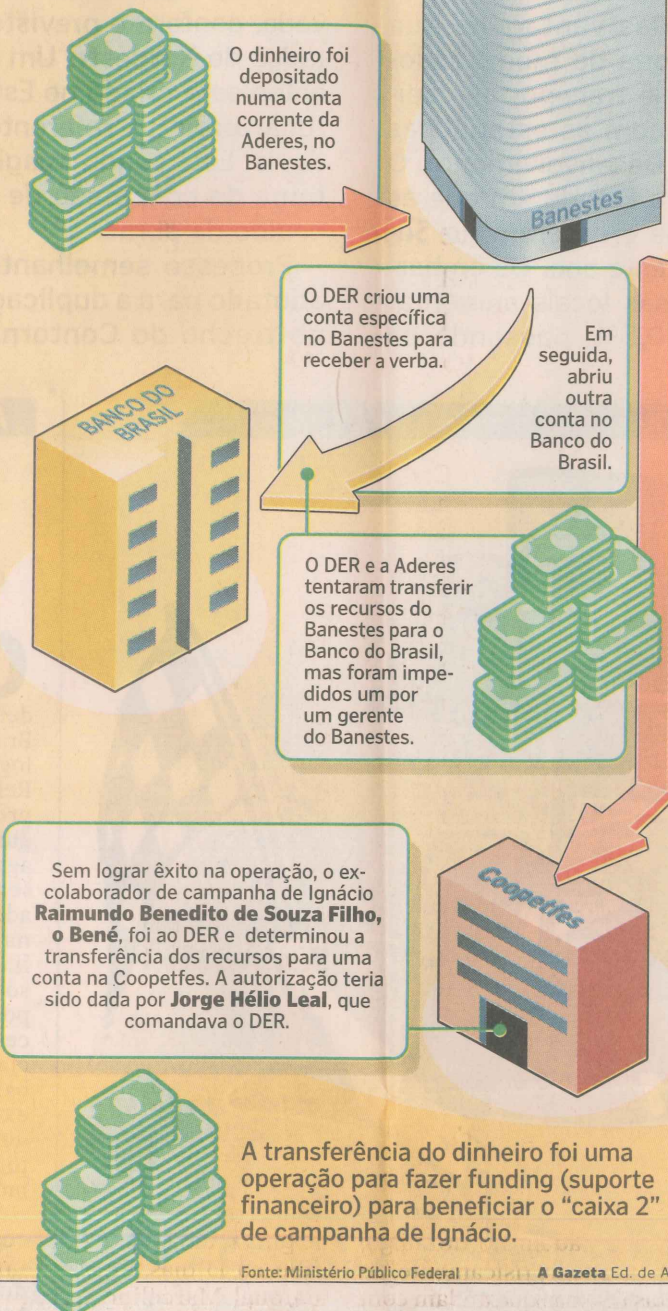 O dinheiro foi
depositado
numa conta
corrente da
Aderes, no
Banestes.
Banestes
O DER criou uma
conta específica
no Banestes para
receber a verba.
Em
seguida,
abriu
outra
conta no
Banco do
Brasil.
BANCO DO
BRASIL
O DER e a Aderes
tentaram transferir
os recursos do
Banestes para o
Banco do Brasil,
mas foram impe-
didos um por
um gerente
do Banestes.
Sem lograr êxito na operação, o ex-
colaborador de campanha de Ignácio
Raimundo Benedito de Souza Filho,
o Bené, foi ao DER e determinou a
transferência dos recursos para uma
conta na Coopetfes. A autorização teria
sido dada por Jorge Hélio Leal, que
comandava o DER.
Coopetfes
A transferência do dinheiro foi uma
operação para fazer funding (suporte
financeiro) para beneficiar o "caixa 2"
de campanha de Ignácio.
Fonte: Ministério Público Federal
A Gazeta Ed. de A